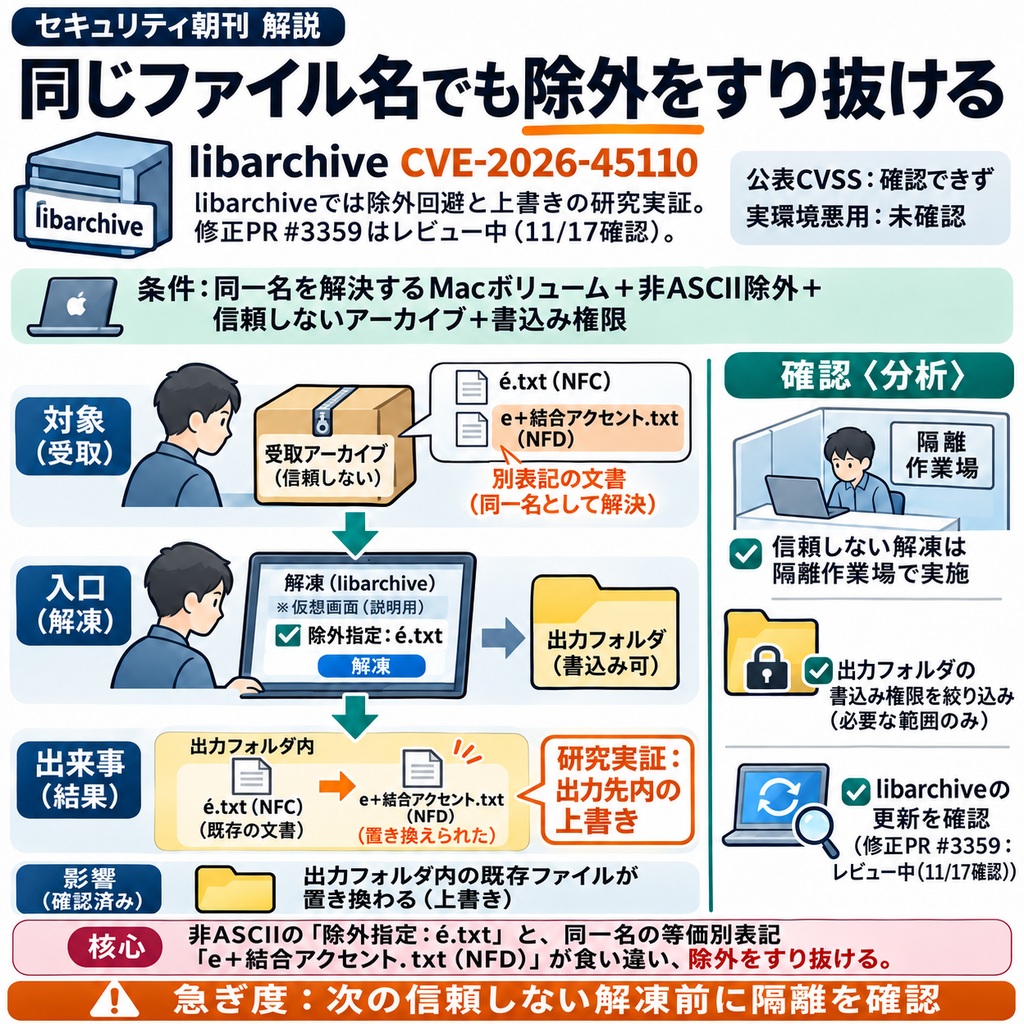 セキュリティ朝刊 解説
同じファイル名でも除外をすり抜ける
libarchive
libarchive CVE-2026-45110
libarchiveでは除外回避と上書きの研究実証。
修正PR #3359はレビュー中（11/17確認）。
公表CVSS：確認できず
実環境悪用：未確認
条件：同一名を解決するMacボリューム＋非ASCII除外＋
信頼しないアーカイブ＋書込み権限
対象
（受取）
受取アーカイブ
（信頼しない）
é.txt（NFC）
e＋結合アクセント.txt
（NFD）
別表記の文書
（同一名として解決）
入口
（解凍）
解凍（libarchive）
※仮想画面（説明用）
除外指定：é.txt
解凍
出力フォルダ
（書込み可）
出来事
（結果）
出力フォルダ内
é.txt（NFC）
（既存の文書）
e＋結合アクセント.txt
（NFD）
（置き換えられた）
研究実証：
出力先内の
上書き
影響
（確認済み）
出力フォルダ内の既存ファイルが
置き換わる（上書き）
確認〈分析〉
隔離
作業場
信頼しない解凍は
隔離作業場で実施
出力フォルダの
書込み権限を絞り込み
（必要な範囲のみ）
libarchiveの
更新を確認
（修正PR #3359：
レビュー中（11/17確認））
核心
非ASCIIの「除外指定：é.txt」と、同一名の等価別表記
「e＋結合アクセント.txt（NFD）」が食い違い、除外をすり抜ける。
急ぎ度：次の信頼しない解凍前に隔離を確認